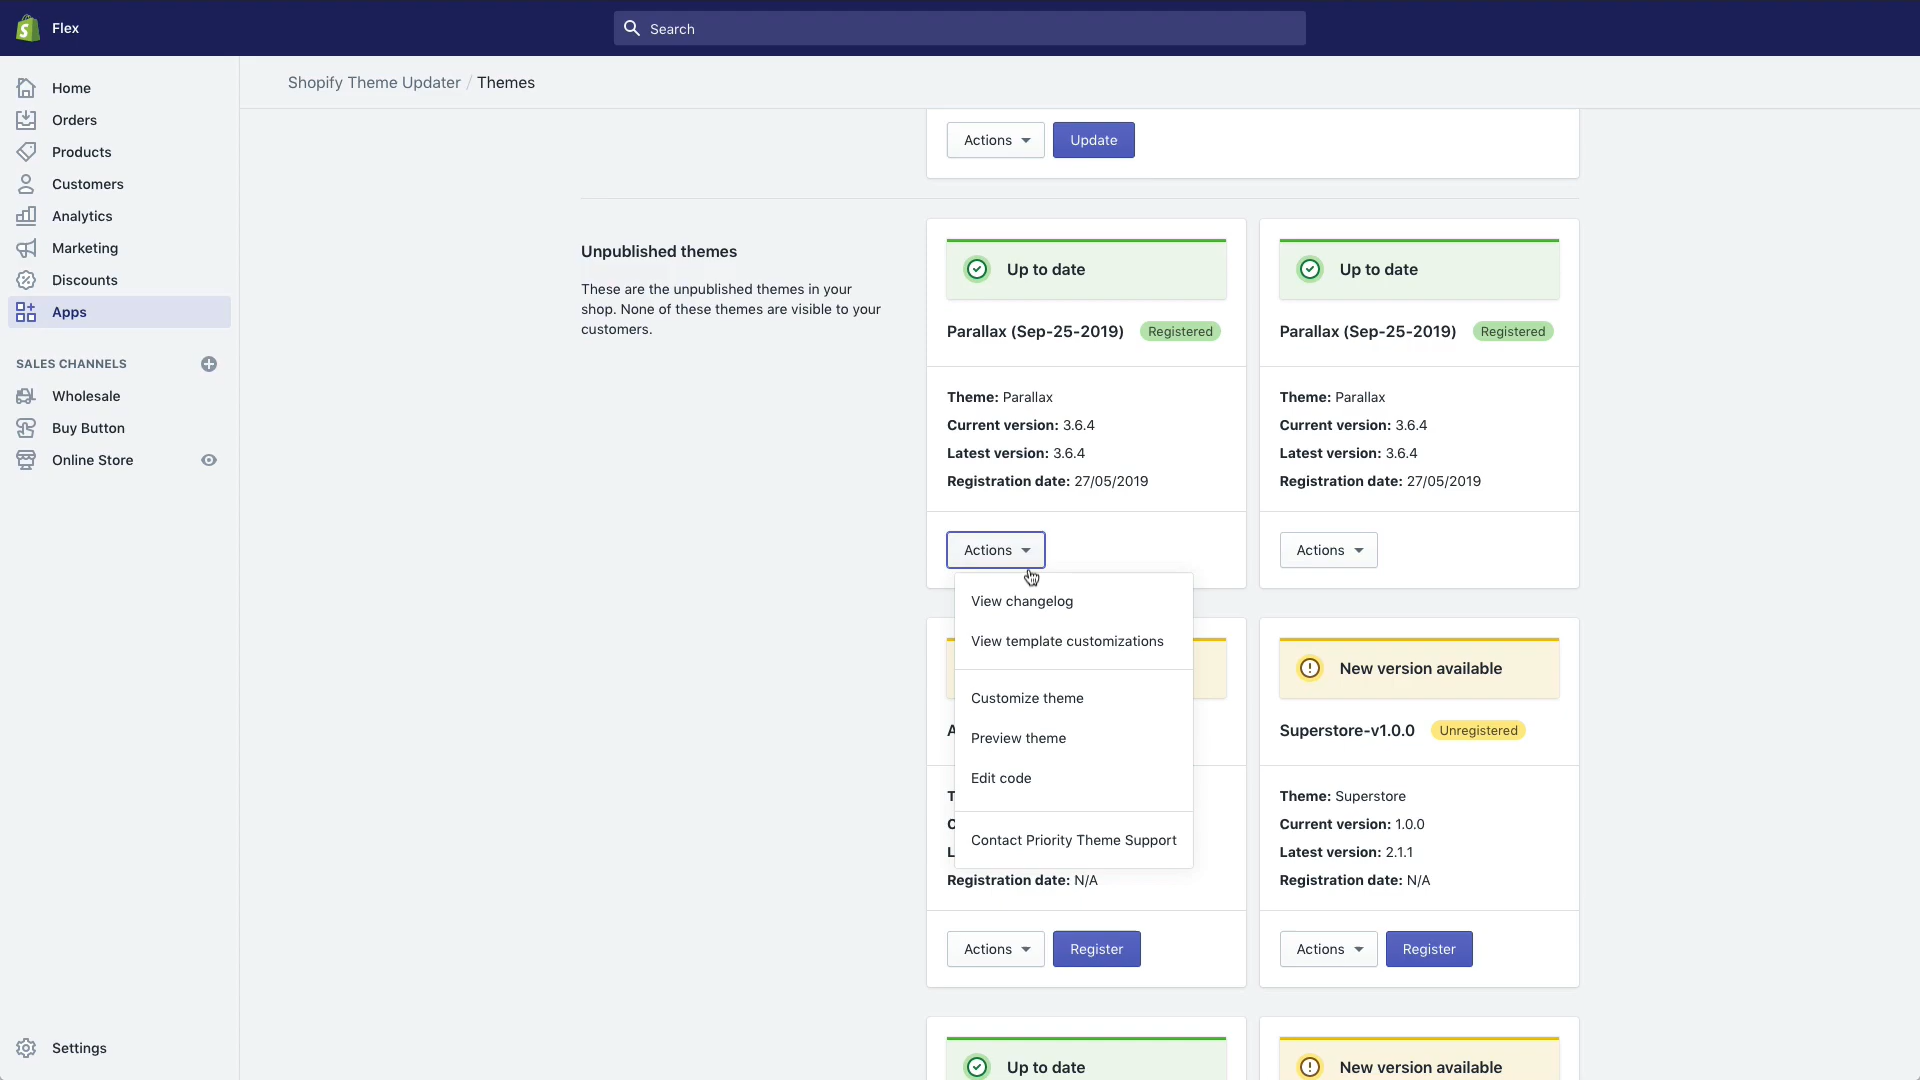 Flex
Search
Home
Orders
Products
Customers
Analytics
Marketing
Discounts
Apps
SALES CHANNELS
Wholesale
Buy Button
Online Store
Settings
Shopify Theme Updater / Themes
Actions
Update
Unpublished themes
These are the unpublished themes in your
shop. None of these themes are visible to your
customers.
Up to date
Parallax (Sep-25-2019) Registered
Theme: Parallax
Current version: 3.6.4
Latest version: 3.6.4
Registration date: 27/05/2019
Actions
View changelog
View template customizations
Customize theme
Preview theme
Edit code
Contact Priority Theme Support
Up to date
Parallax (Sep-25-2019) Registered
Theme: Parallax
Current version: 3.6.4
Latest version: 3.6.4
Registration date: 27/05/2019
Actions
Registration date: N/A
Actions
Register
New version available
Superstore-v1.0.0 Unregistered
Theme: Superstore
Current version: 1.0.0
Latest version: 2.1.1
Registration date: N/A
Actions
Register
Up to date
New version available